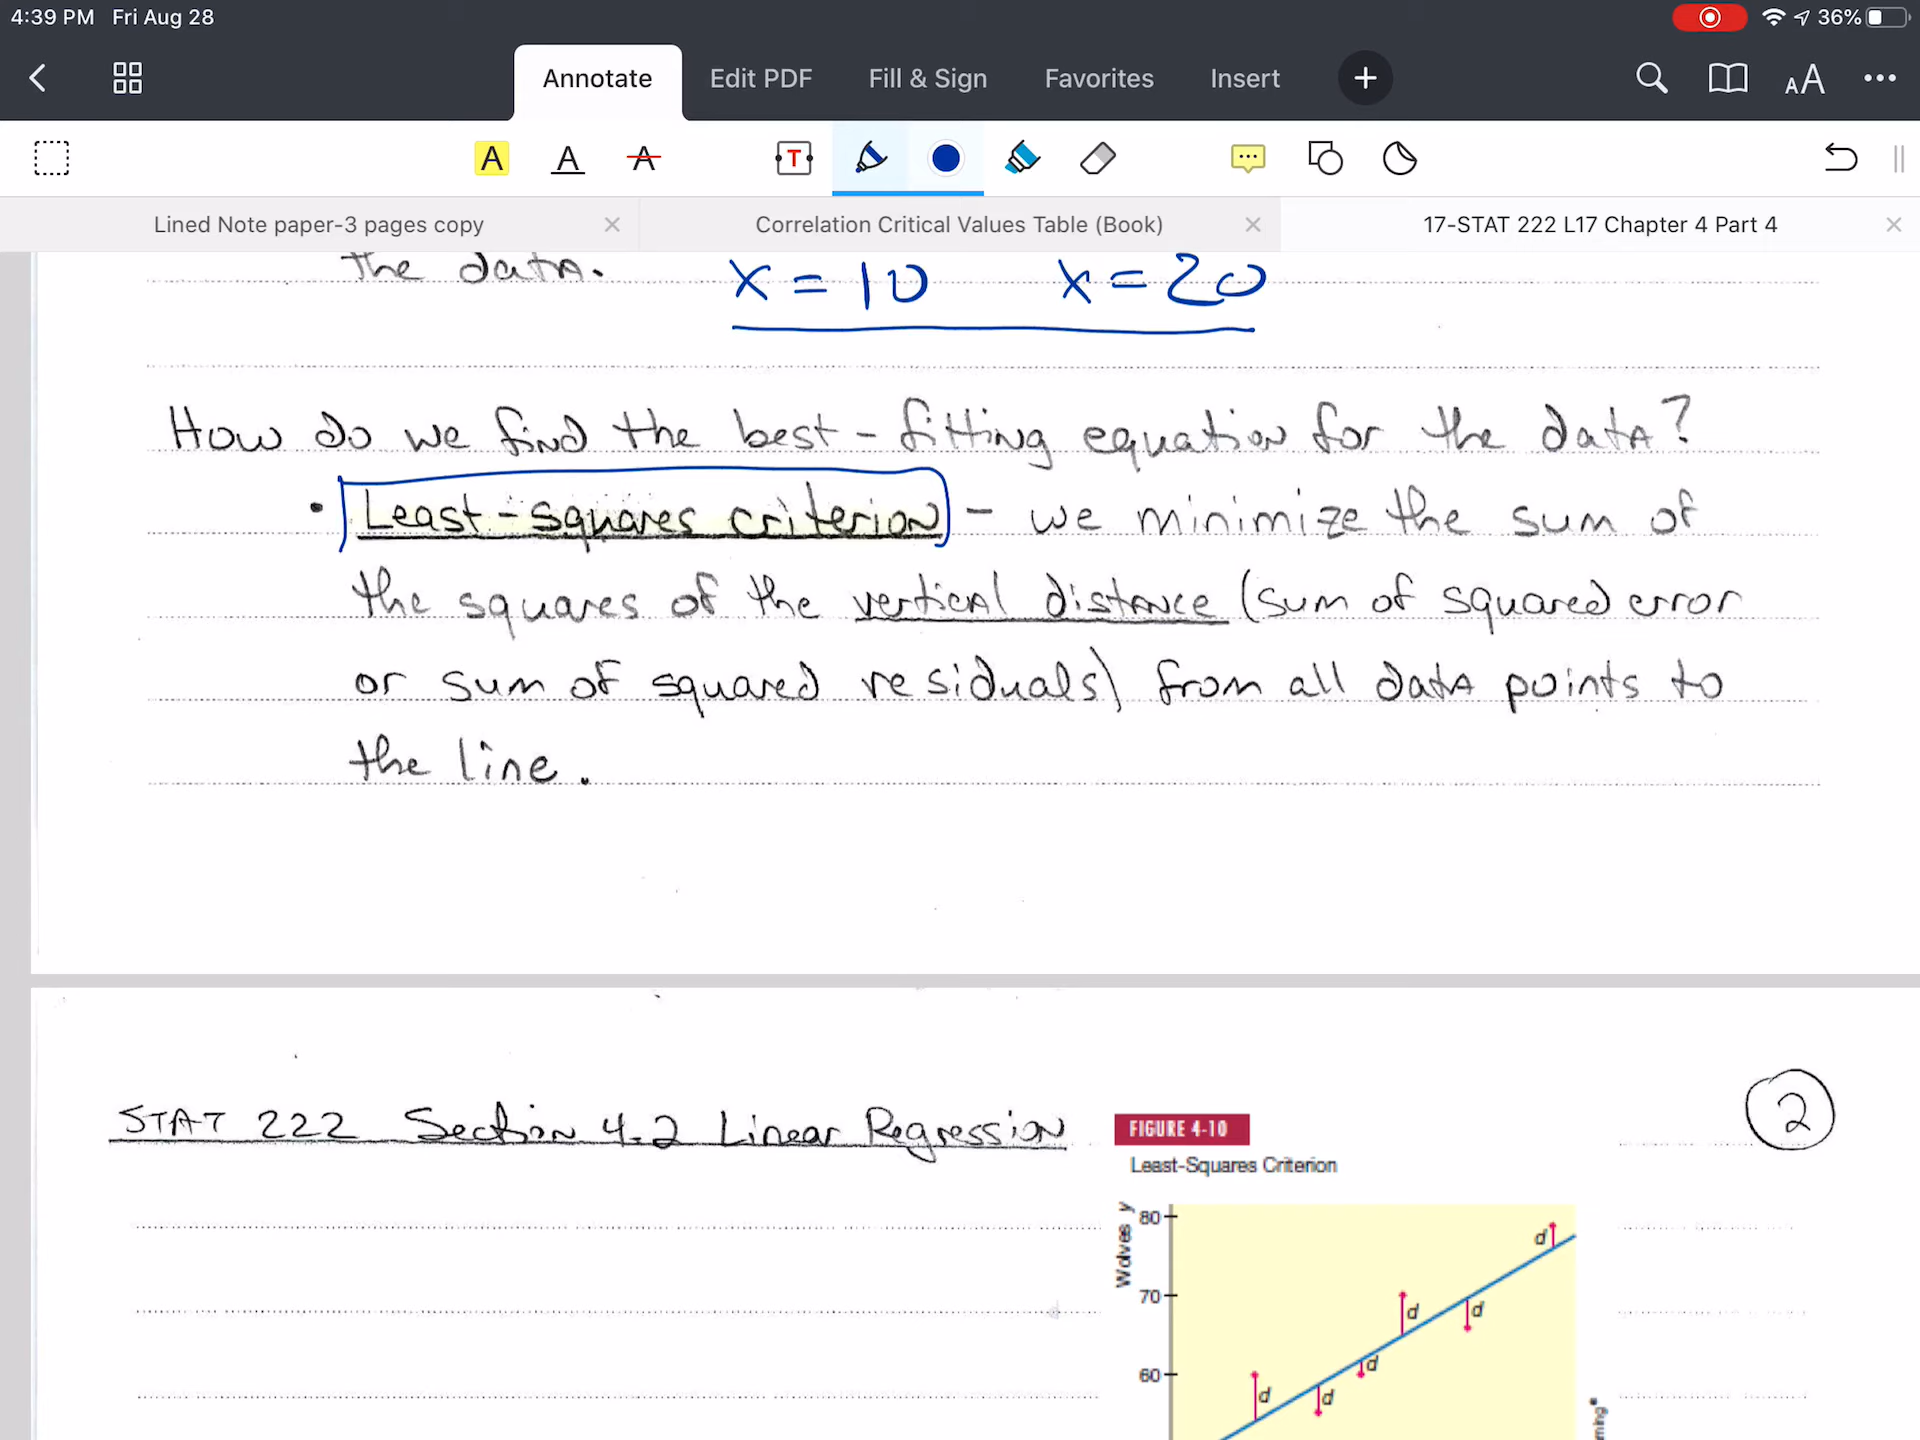 4:39 PM Fri Aug 28 36%
Annotate Edit PDF Fill & Sign Favorites Insert + AA
A A A T
Lined Note paper-3 pages copy Correlation Critical Values Table (Book) 17-STAT 222 L17 Chapter 4 Part 4
the data. x = 10 x = 20
How do we find the best-fitting equation for the data?
• Least-squares criterion - we minimize the sum of
the squares of the vertical distance (sum of squared error
or sum of squared residuals) from all data points to
the line.
STAT 222 Section 4.2 Linear Regression
2
FIGURE 4-10
Least-Squares Criterion
Wolves y
80
d
70
d
d
60
d
d
d